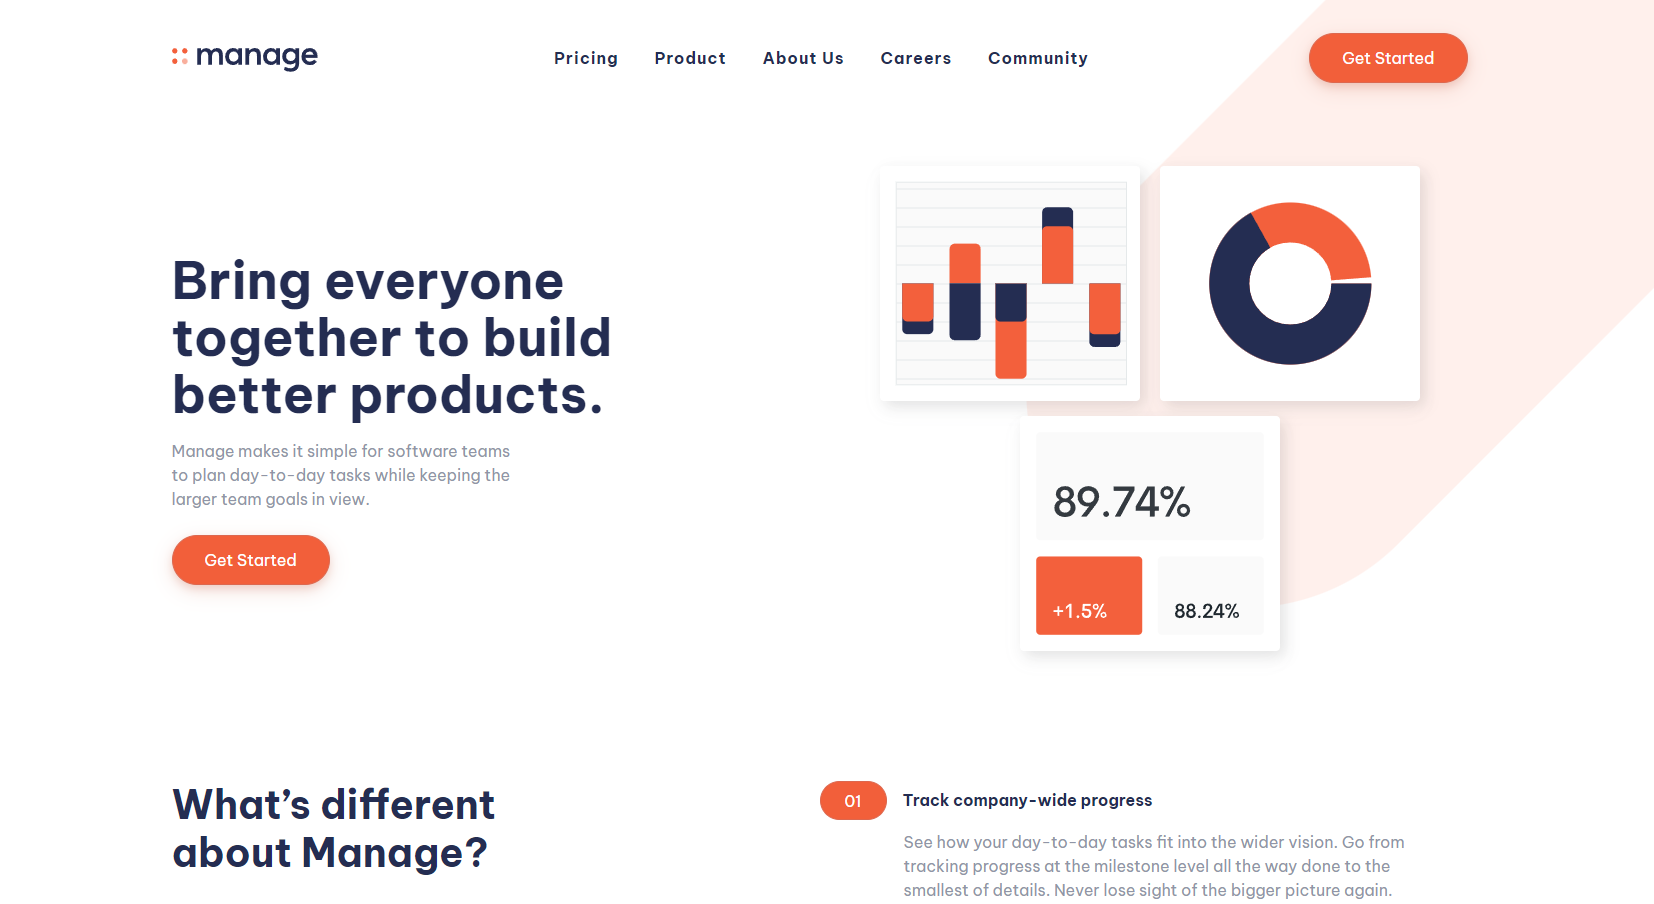 manage
Pricing
Product
About Us
Careers
Community
Get Started
Bring everyone
together to build
better products.
Manage makes it simple for software teams
to plan day-to-day tasks while keeping the
larger team goals in view.
Get Started
89.74%
+1.5%
88.24%
What’s different
about Manage?
01
Track company-wide progress
See how your day-to-day tasks fit into the wider vision. Go from
tracking progress at the milestone level all the way done to the
smallest of details. Never lose sight of the bigger picture again.